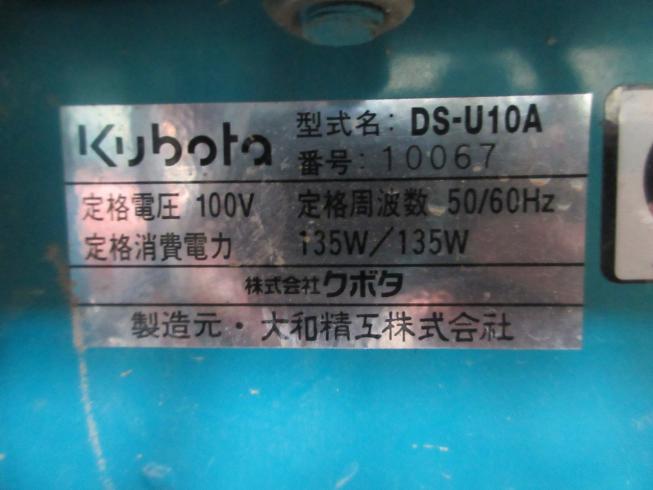 Kubota 型式名: DS-U10A
番号: 10067
定格電圧 100V 定格周波数 50/60Hz
定格消費電力 135W/135W
株式会社クボタ
製造元・大和精工株式会社